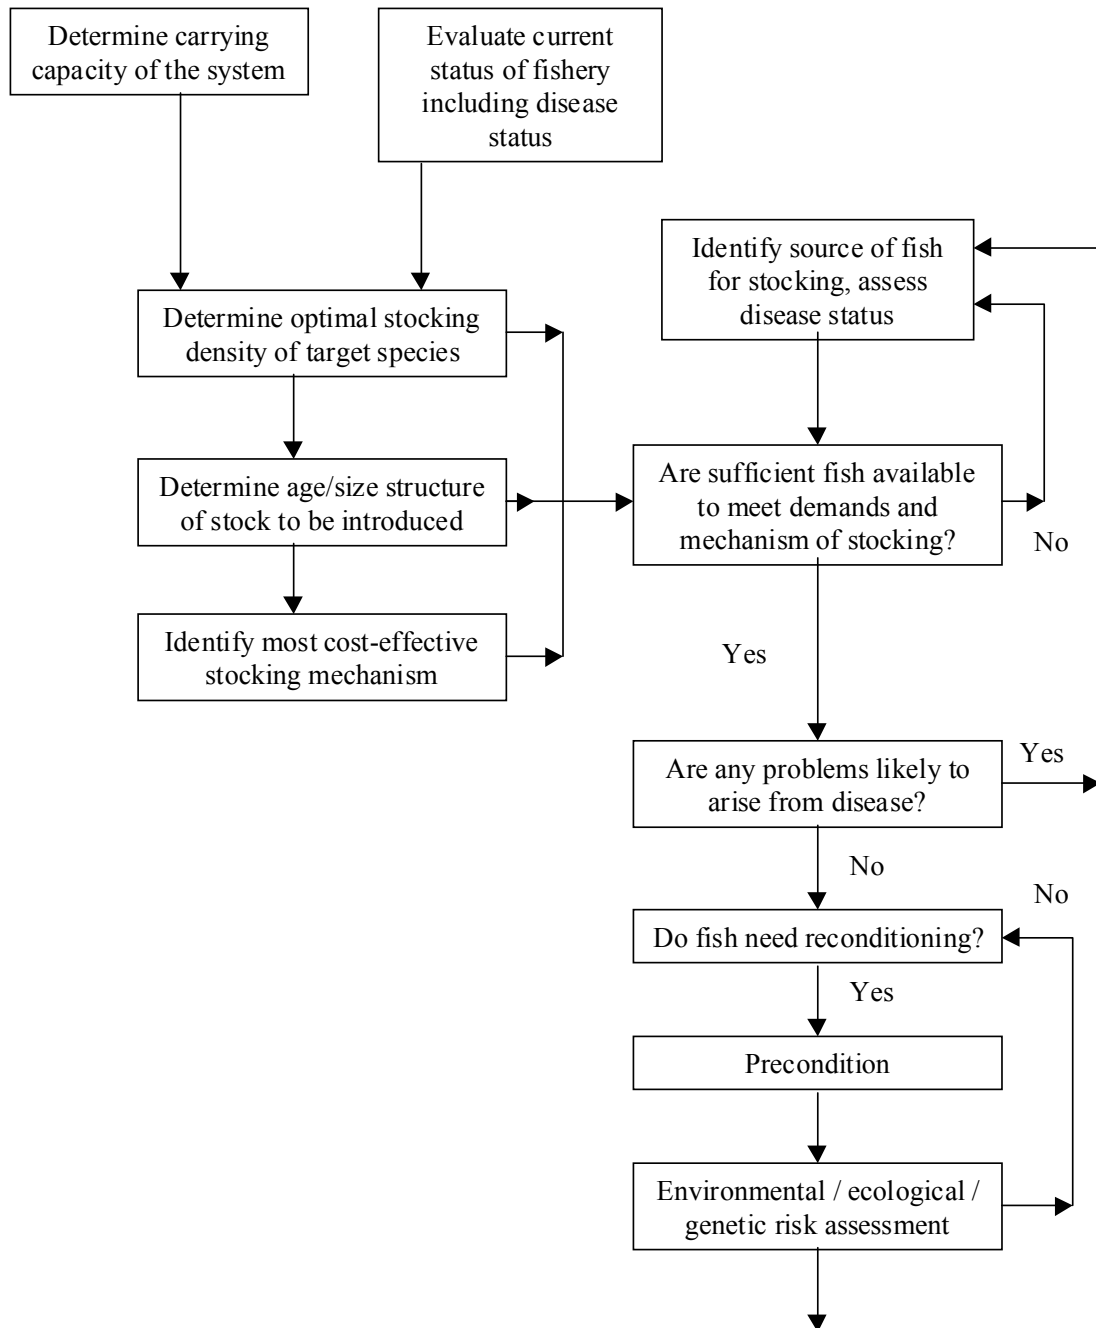 Determine carrying
capacity of the system
Evaluate current
status of fishery
including disease
status
Identify source of fish
for stocking, assess
disease status
Determine optimal stocking
density of target species
Determine age/size structure
of stock to be introduced
Are sufficient fish available
to meet demands and
mechanism of stocking?
No
Identify most cost-effective
stocking mechanism
Yes
Are any problems likely to
arise from disease?
Yes
No
No
Do fish need reconditioning?
Yes
Precondition
Environmental / ecological /
genetic risk assessment